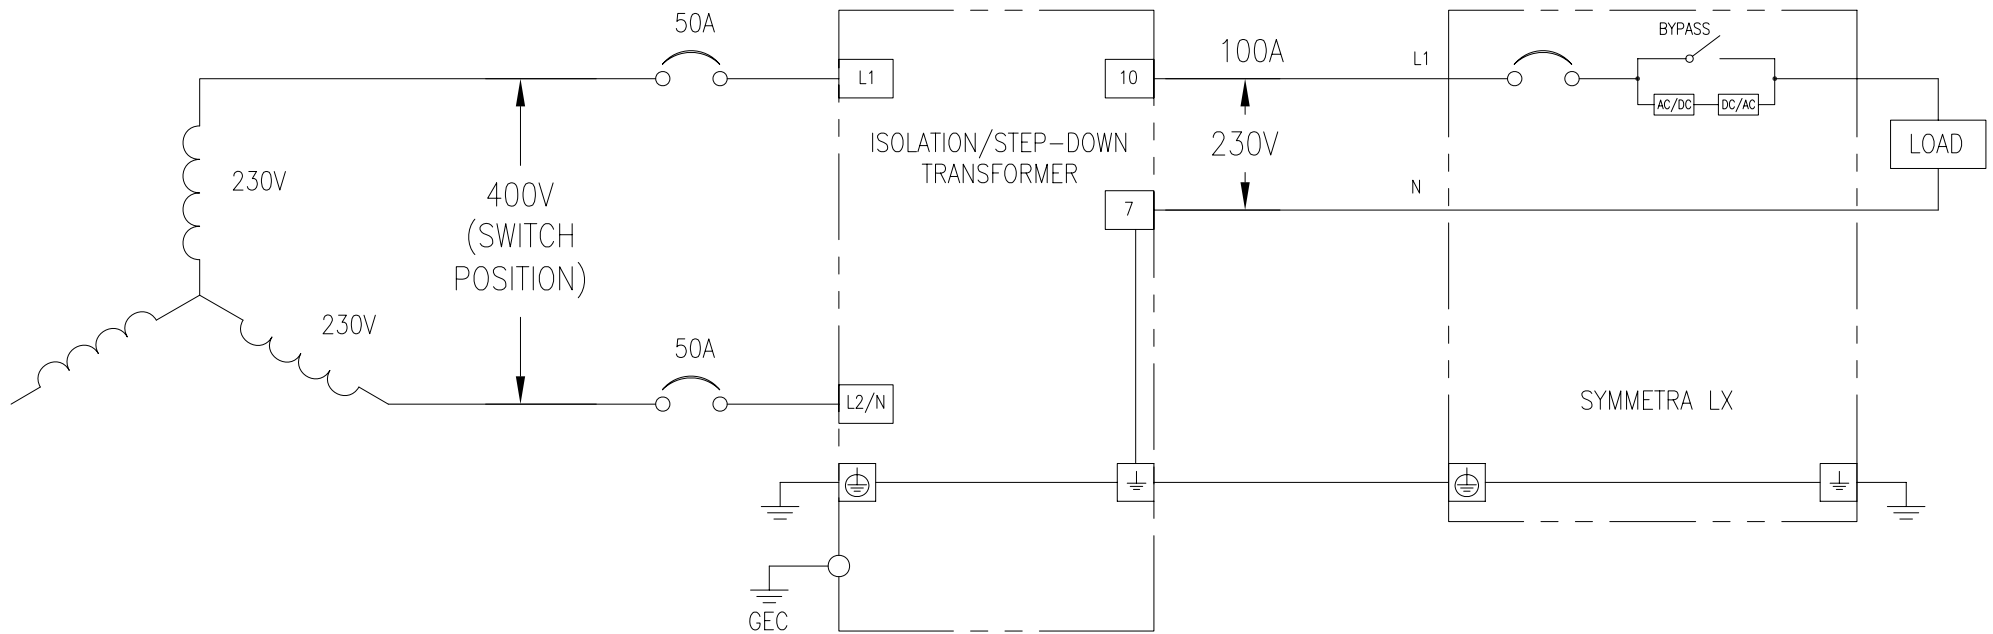 50A
BYPASS
100A
L1
L1
10
AC/DC
DC/AC
ISOLATION/STEP-DOWN
TRANSFORMER
230V
LOAD
230V
400V
(SWITCH
POSITION)
N
7
230V
50A
L2/N
SYMMETRA LX
GEC